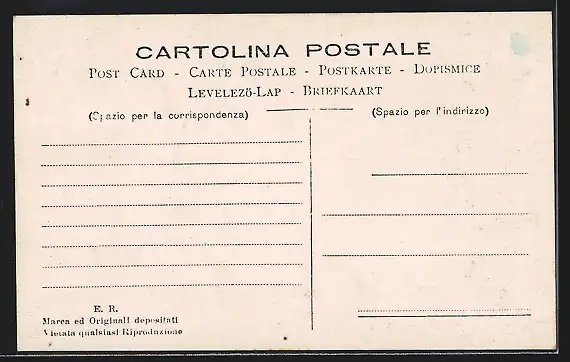 CARTOLINA POSTALE
POST CARD - CARTE POSTALE - POSTKARTE - DOPISMICE
LEVELEZŐ-LAP - BRIEFKAART
(Spazio per la corrispondenza)
(Spazio per l'indirizzo)
E. R.
Marca ed Originali depositati
Vietata qualsiasi Riproduzione